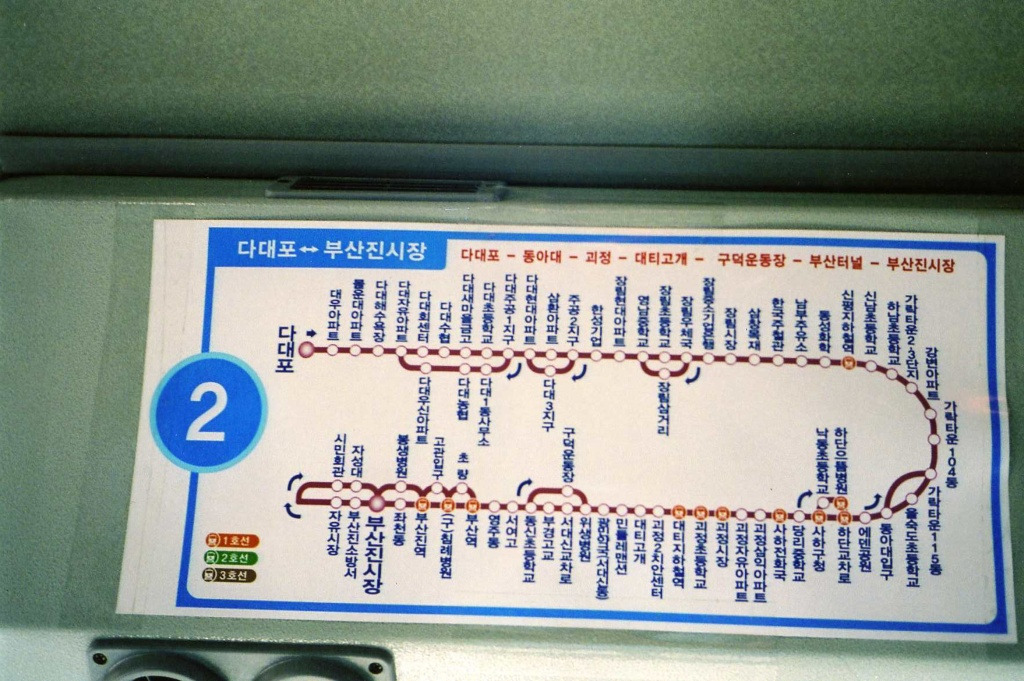 다대포↔부산진시장
다대포 - 동아대 - 괴정 - 대티고개 - 구덕운동장 - 부산터널 - 부산진시장
2
다대포
대우아파트
몰운대아파트
다대해수욕장
다대자유아파트
다대회센터
다대수협
다대새마을금고
다대초등학교
다대주공1지구
다대현대아파트
삼환아파트
주공2지구
한성기업
장림현대아파트
영남중학교
장림초등학교
장림우체국
장림중소기업은행
장림시장
삼창목재
한국주철관
남부주유소
동성화학
신평지하철역
신남초등학교
하남초등학교
가락타운2·3단지
강변아파트
가락타운104동
가락타운115동
을숙도초등학교
동아대입구
에덴공원
하단교차로
하단으뜸병원
낙동초등학교
사하구청
당리중학교
사하전화국
괴정삼익아파트
괴정자유아파트
괴정시장
괴정초등학교
대티지하철역
괴정2치안센터
대티고개
민들레맨션
위생병원
서대신교차로
구덕운동장
부경고교
동신초등학교
서여고
영주동
부산역
초량
(구)침례병원
고관입구
부산진역
좌천동
봉생병원
부산진시장
부산진소방서
자유시장
시민회관
자성대
다대우신아파트
다대농협
다대1동사무소
다대3지구
장림삼거리
1호선
2호선
3호선